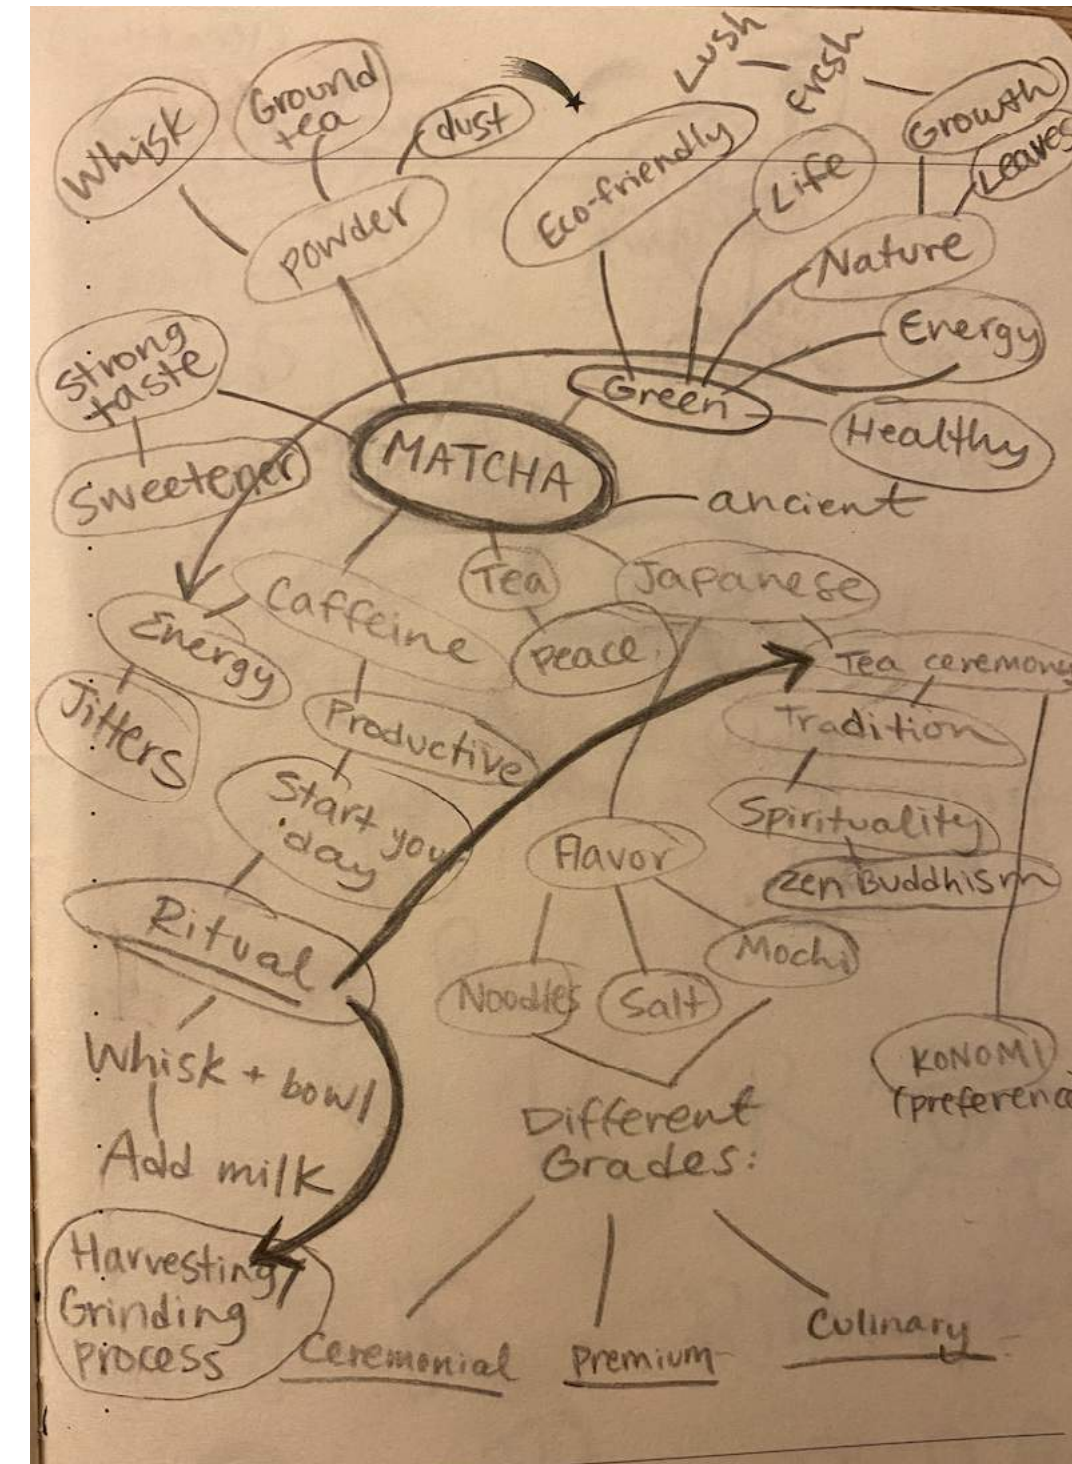 Lush
Fresh
Growth
Leaves
Ground
tea
dust
Whisk
powder
Eco-friendly
Life
Nature
Energy
Strong
taste
Green
Healthy
MATCHA
Sweetener
ancient
Tea
Japanese
Caffeine
Energy
peace
Tea ceremony
Jitters
Productive
Tradition
Start your
day
Spirituality
Flavor
Zen Buddhism
Ritual
Mochi
Noodles
Salt
KONOMI
(preference
Whisk + bowl
Different
Grades:
Add milk
Harvesting/
Grinding
process
Ceremonial
Premium
Culinary